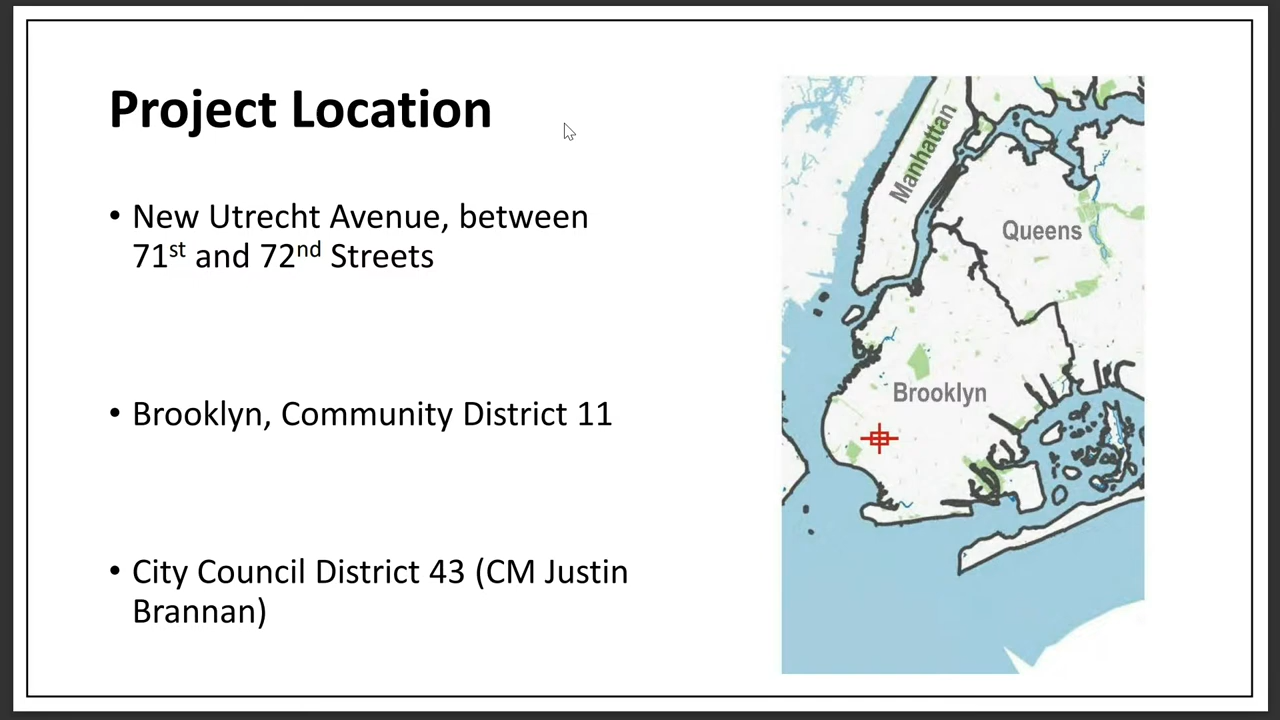 Project Location
• New Utrecht Avenue, between
71st and 72nd Streets
• Brooklyn, Community District 11
• City Council District 43 (CM Justin
Brannan)
Manhattan
Queens
Brooklyn